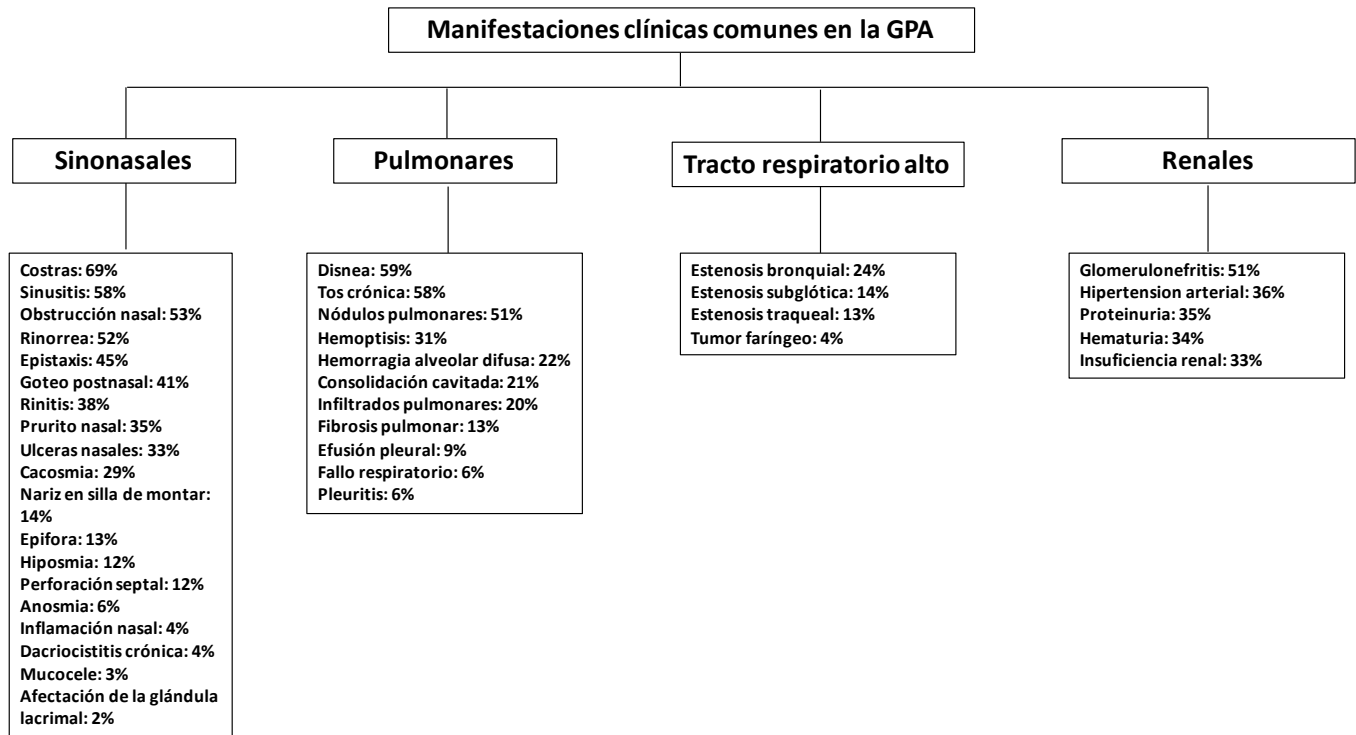 Manifestaciones clínicas comunes en la GPA
Sinonasales
Costras: 69%
Sinusitis: 58%
Obstrucción nasal: 53%
Rinorrea: 52%
Epistaxis: 45%
Goteo postnasal: 41%
Rinitis: 38%
Prurito nasal: 35%
Ulceras nasales: 33%
Cacosmia: 29%
Nariz en silla de montar:
14%
Epifora: 13%
Hiposmia: 12%
Perforación septal: 12%
Anosmia: 6%
Inflamación nasal: 4%
Dacriocistitis crónica: 4%
Mucocele: 3%
Afectación de la glándula
lacrimal: 2%
Pulmonares
Disnea: 59%
Tos crónica: 58%
Nódulos pulmonares: 51%
Hemoptisis: 31%
Hemorragia alveolar difusa: 22%
Consolidación cavitada: 21%
Infiltrados pulmonares: 20%
Fibrosis pulmonar: 13%
Efusión pleural: 9%
Fallo respiratorio: 6%
Pleuritis: 6%
Tracto respiratorio alto
Estenosis bronquial: 24%
Estenosis subglótica: 14%
Estenosis traqueal: 13%
Tumor faríngeo: 4%
Renales
Glomerulonefritis: 51%
Hipertension arterial: 36%
Proteinuria: 35%
Hematuria: 34%
Insuficiencia renal: 33%